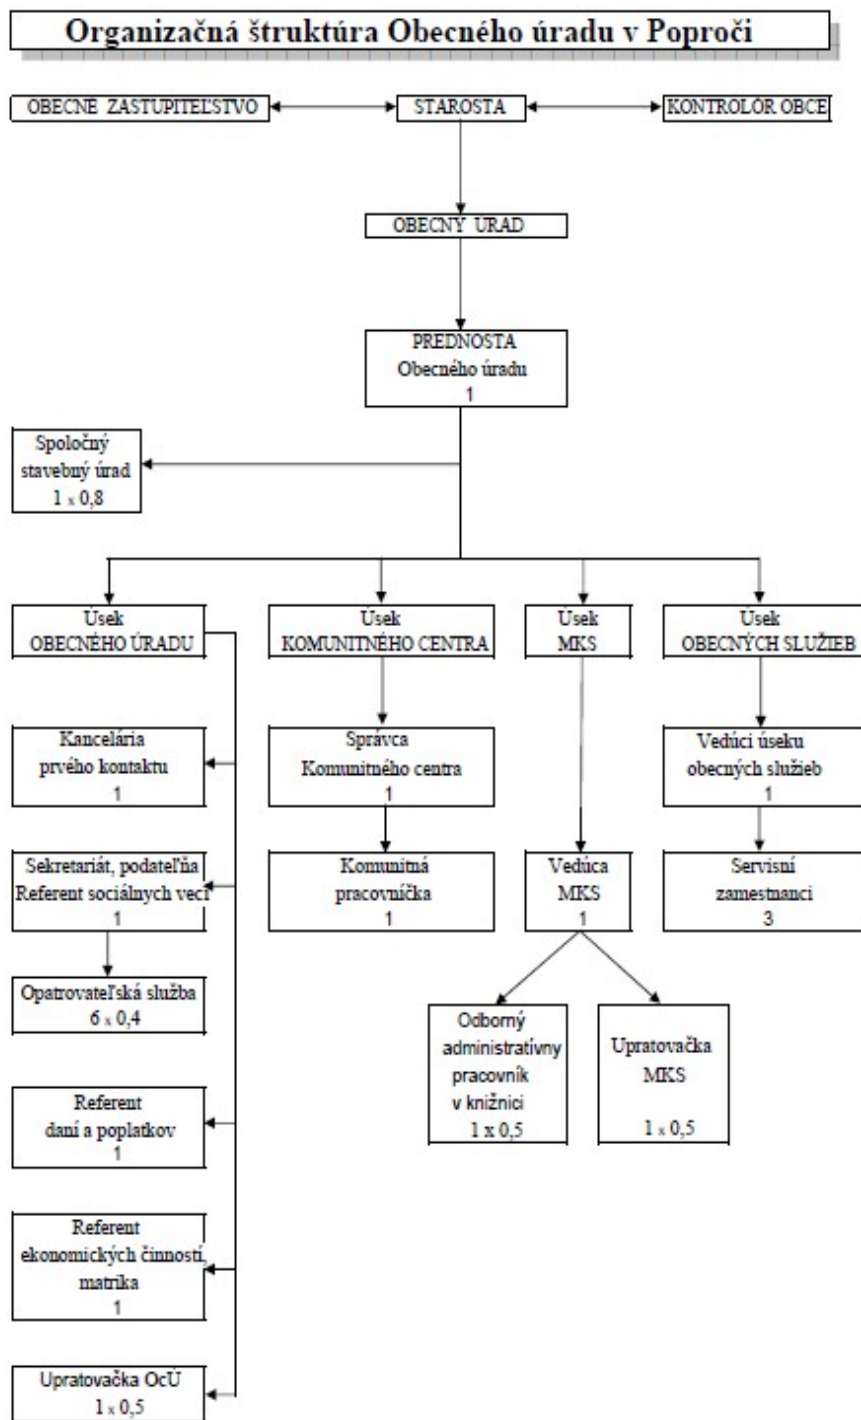 Organizačná štruktúra Obecného úradu v Poproči
OBECNÉ ZASTUPITEĽSTVO
STAROSTA
KONTROLÓR OBCE
OBECNÝ ÚRAD
PREDNOSTA
Obecného úradu
1
Spoločný
stavebný úrad
1 x 0,8
Úsek
OBECNÉHO ÚRADU
Úsek
KOMUNITNÉHO CENTRA
Úsek
MKS
Úsek
OBECNÝCH SLUŽIEB
Kancelária
prvého kontaktu
1
Správca
Komunitného centra
1
Vedúci úseku
obecných služieb
1
Sekretariát, podateľňa
Referent sociálnych vecí
1
Komunitná
pracovníčka
1
Vedúca
MKS
1
Servisní
zamestnanci
3
Opatrovateľská služba
6 x 0,4
Odborný
administratívny
pracovník
v knižnici
1 x 0,5
Upratovačka
MKS
1 x 0,5
Referent
daní a poplatkov
1
Referent
ekonomických činností,
matrika
1
Upratovačka OcÚ
1 x 0,5